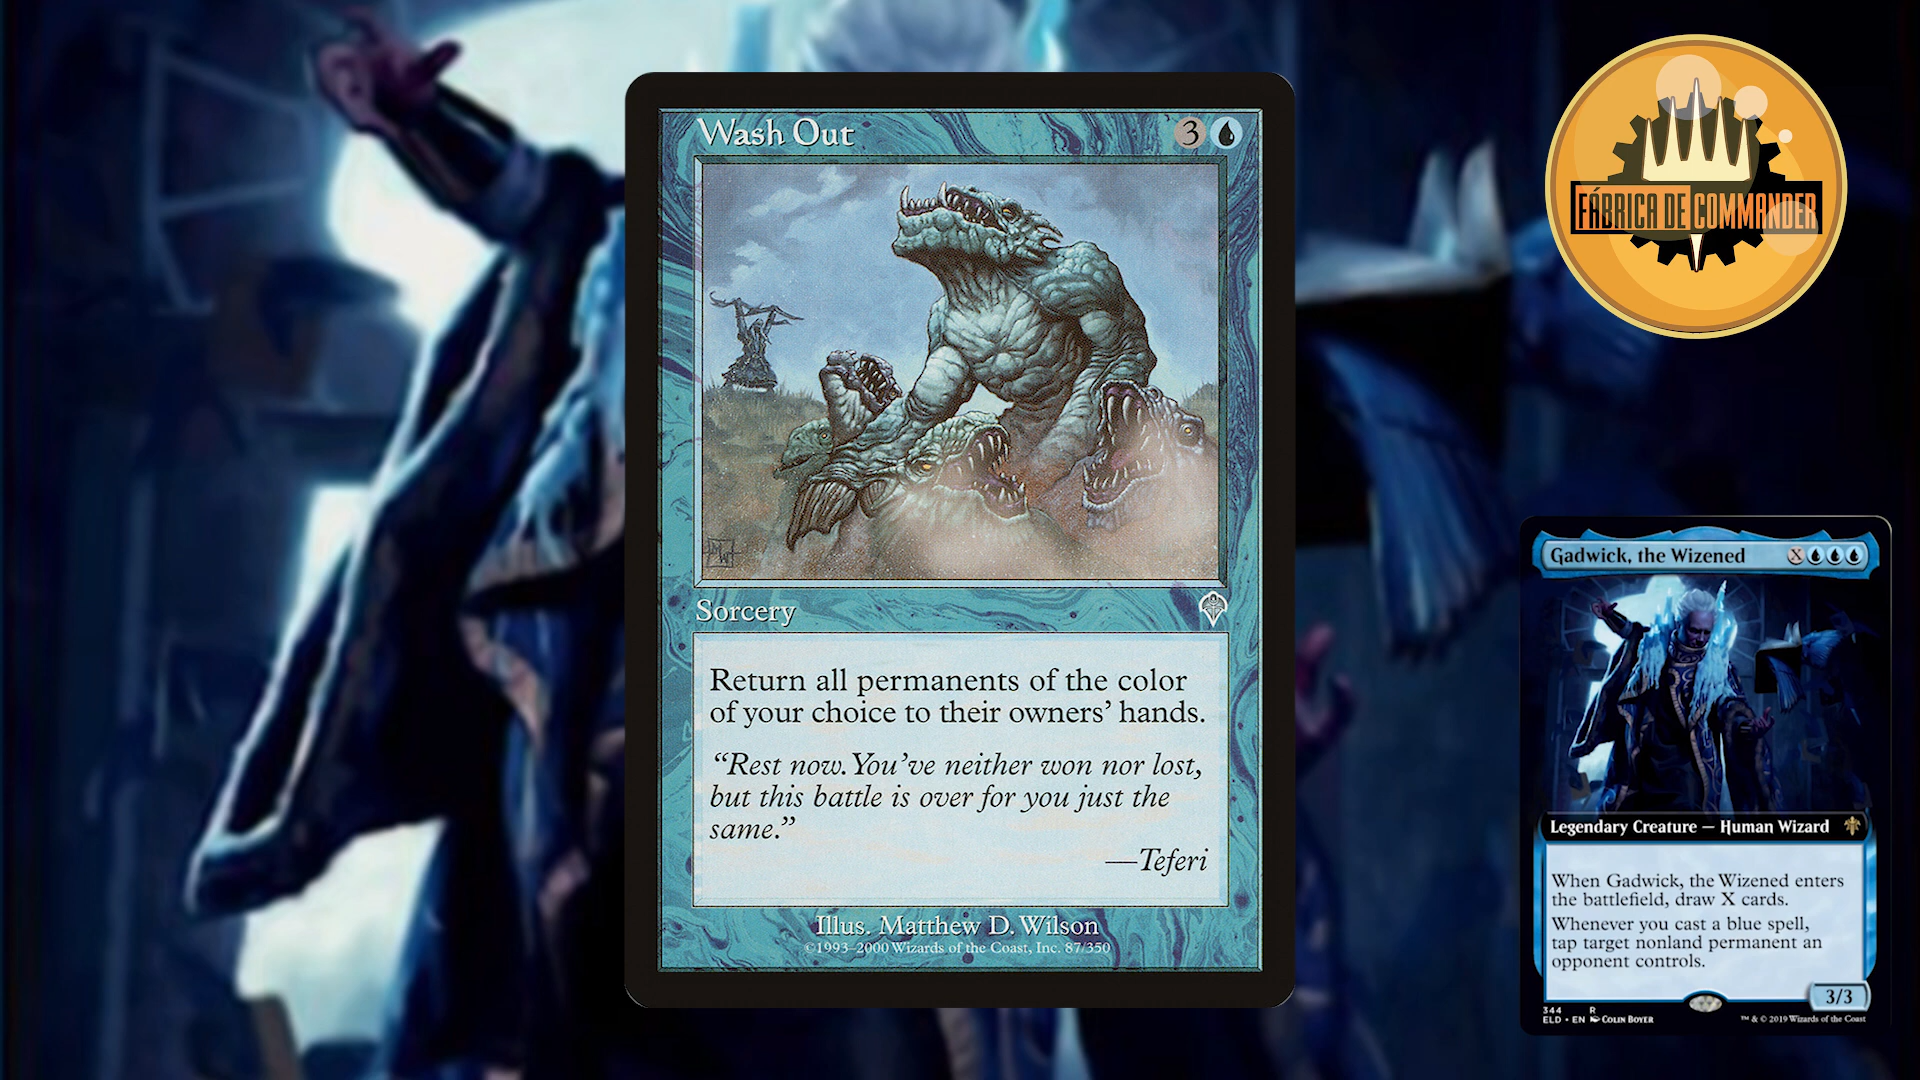 Wash Out
3
Sorcery
Return all permanents of the color
of your choice to their owners’ hands.
“Rest now. You’ve neither won nor lost,
but this battle is over for you just the
same.”
—Teferi
Illus. Matthew D. Wilson
©1993–2000 Wizards of the Coast, Inc. 87/350
FÁBRICA DE COMMANDER
Gadwick, the Wizened
X
Legendary Creature — Human Wizard
When Gadwick, the Wizened enters
the battlefield, draw X cards.
Whenever you cast a blue spell,
tap target nonland permanent an
opponent controls.
3/3
344 R
ELD • EN COLIN BOYER
™ & © 2019 Wizards of the Coast